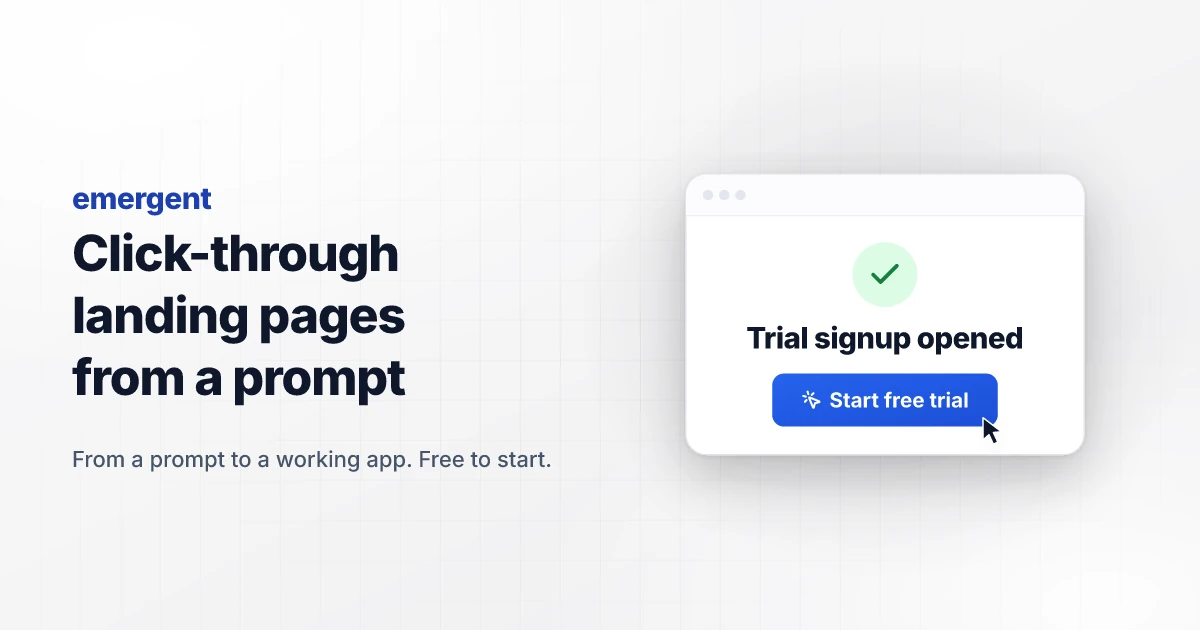 emergent
Click-through
landing pages
from a prompt
From a prompt to a working app. Free to start.
Trial signup opened
Start free trial